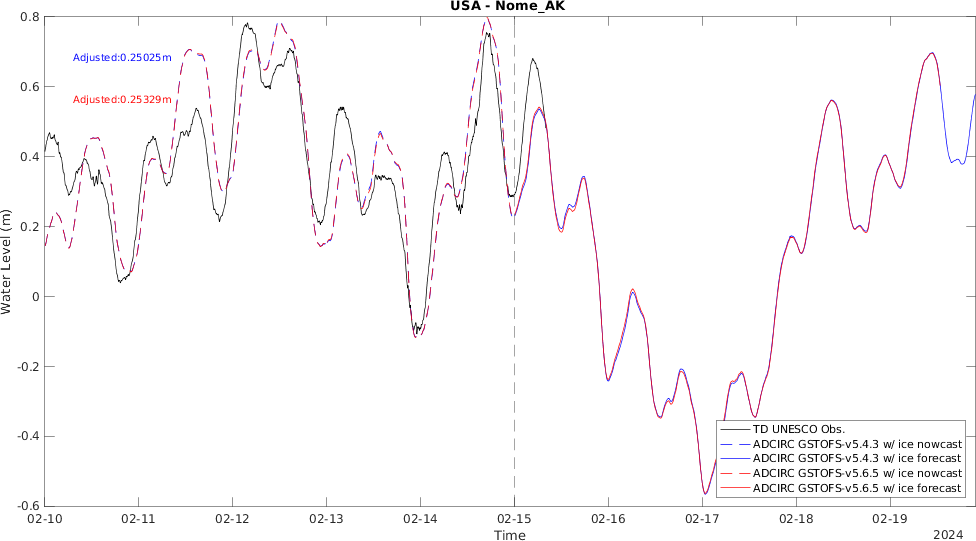 USA - Nome_AK
Adjusted:0.25025m
Adjusted:0.25329m
Water Level (m)
0.8
0.6
0.4
0.2
0
-0.2
-0.4
-0.6
TD UNESCO Obs.
ADCIRC GSTOFS-v5.4.3 w/ ice nowcast
ADCIRC GSTOFS-v5.4.3 w/ ice forecast
ADCIRC GSTOFS-v5.6.5 w/ ice nowcast
ADCIRC GSTOFS-v5.6.5 w/ ice forecast
02-10 02-11 02-12 02-13 02-14 02-15 02-16 02-17 02-18 02-19
Time
2024